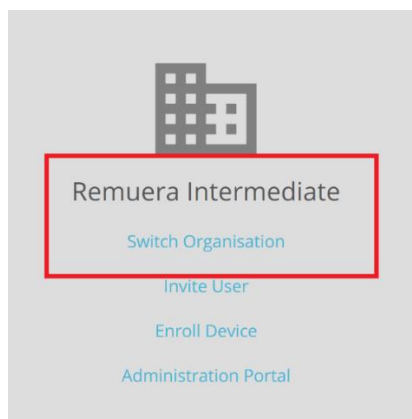 Remuera Intermediate
Switch Organisation
Invite User
Enroll Device
Administration Portal